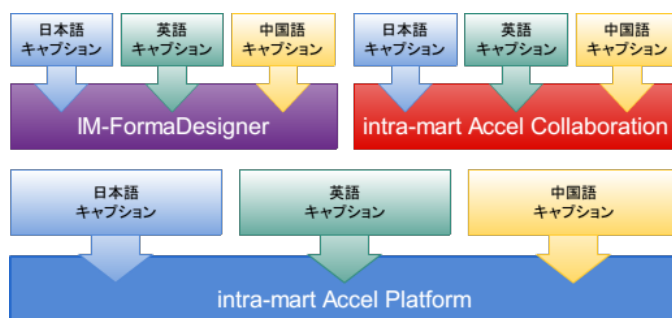 日本語
キャプション
英語
キャプション
中国語
キャプション
日本語
キャプション
英語
キャプション
中国語
キャプション
IM-FormaDesigner
intra-mart Accel Collaboration
日本語
キャプション
英語
キャプション
中国語
キャプション
intra-mart Accel Platform